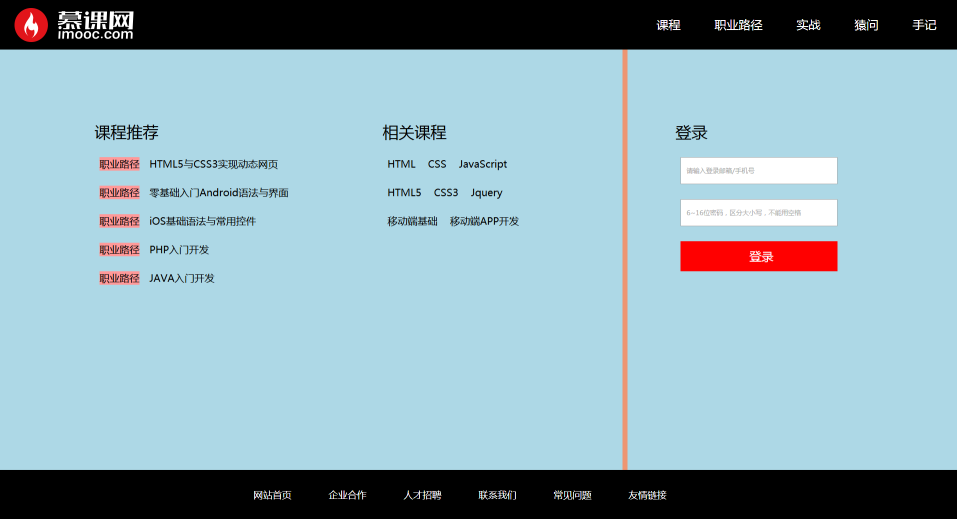 慕课网
imooc.com
课程 职业路径 实战 猿问 手记
课程推荐
职业路径 HTML5与CSS3实现动态网页
职业路径 零基础入门Android语法与界面
职业路径 iOS基础语法与常用控件
职业路径 PHP入门开发
职业路径 JAVA入门开发
相关课程
HTML CSS JavaScript
HTML5 CSS3 Jquery
移动端基础 移动端APP开发
登录
请输入登录邮箱/手机号
6-16位密码，区分大小写，不能用空格
登录
网站首页 企业合作 人才招聘 联系我们 常见问题 友情链接